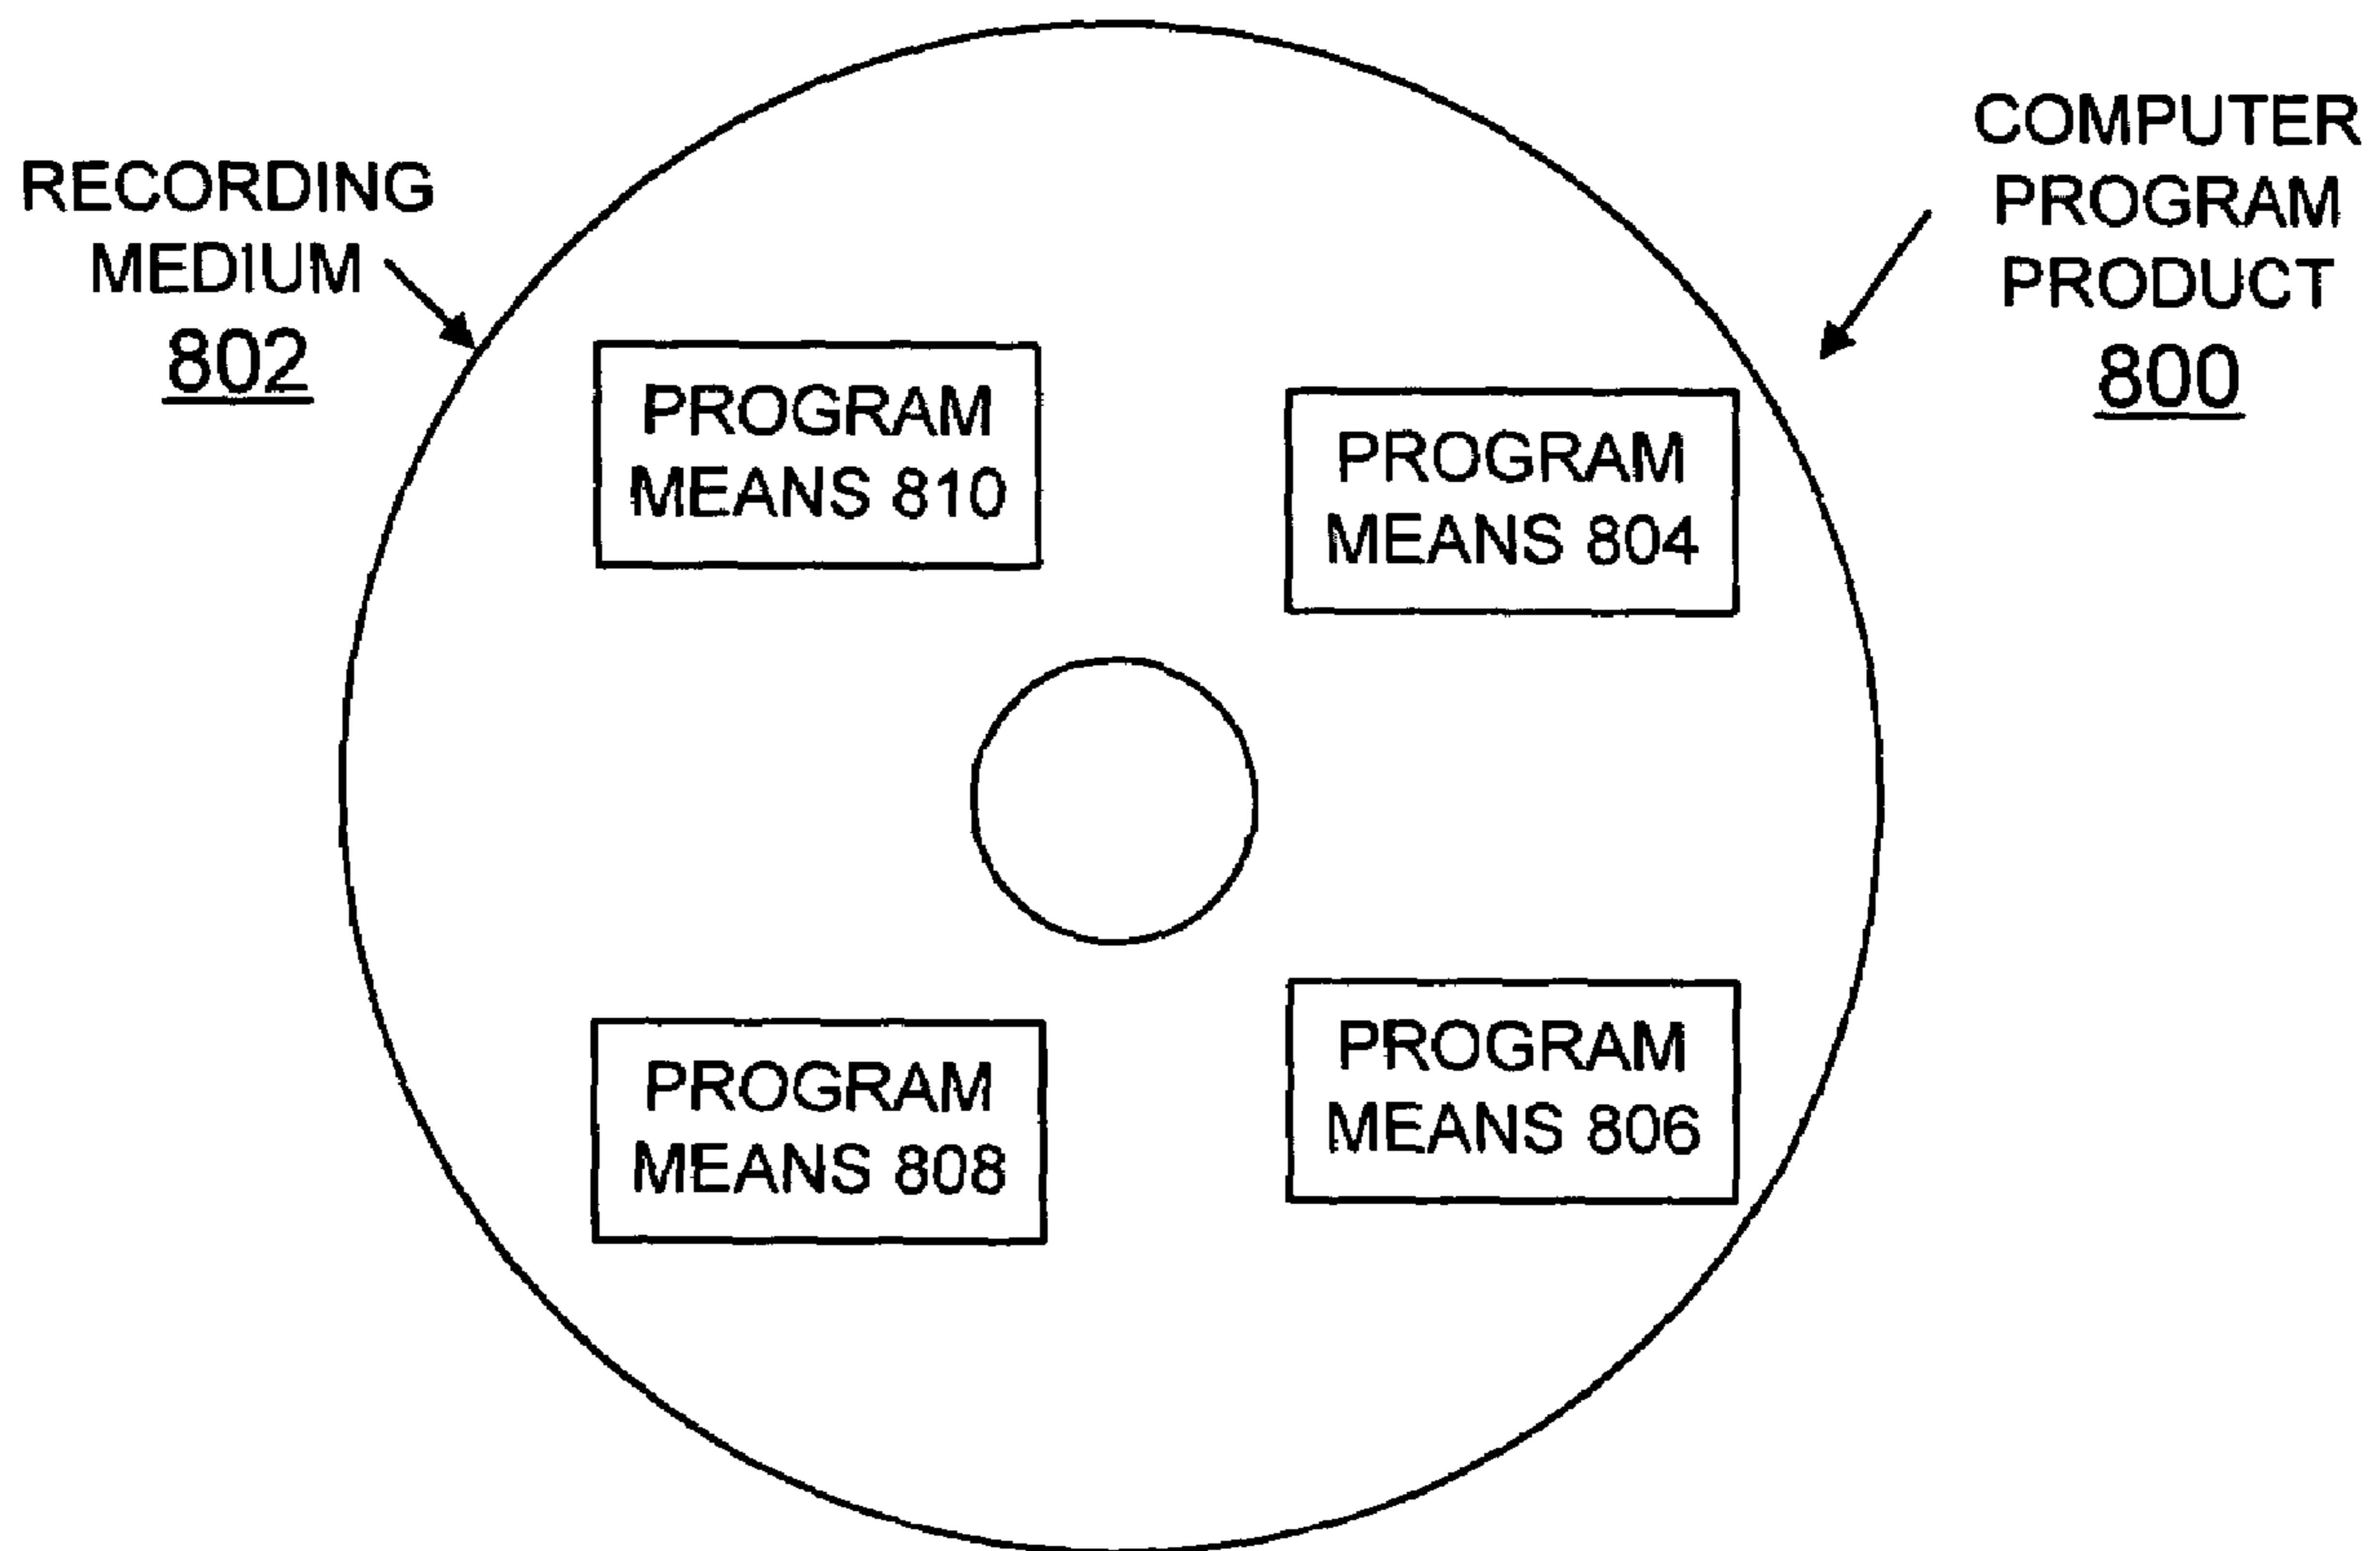 RECORDING
MEDIUM
802
COMPUTER
PROGRAM
PRODUCT
800
PROGRAM
MEANS 810
PROGRAM
MEANS 804
PROGRAM
MEANS 808
PROGRAM
MEANS 806